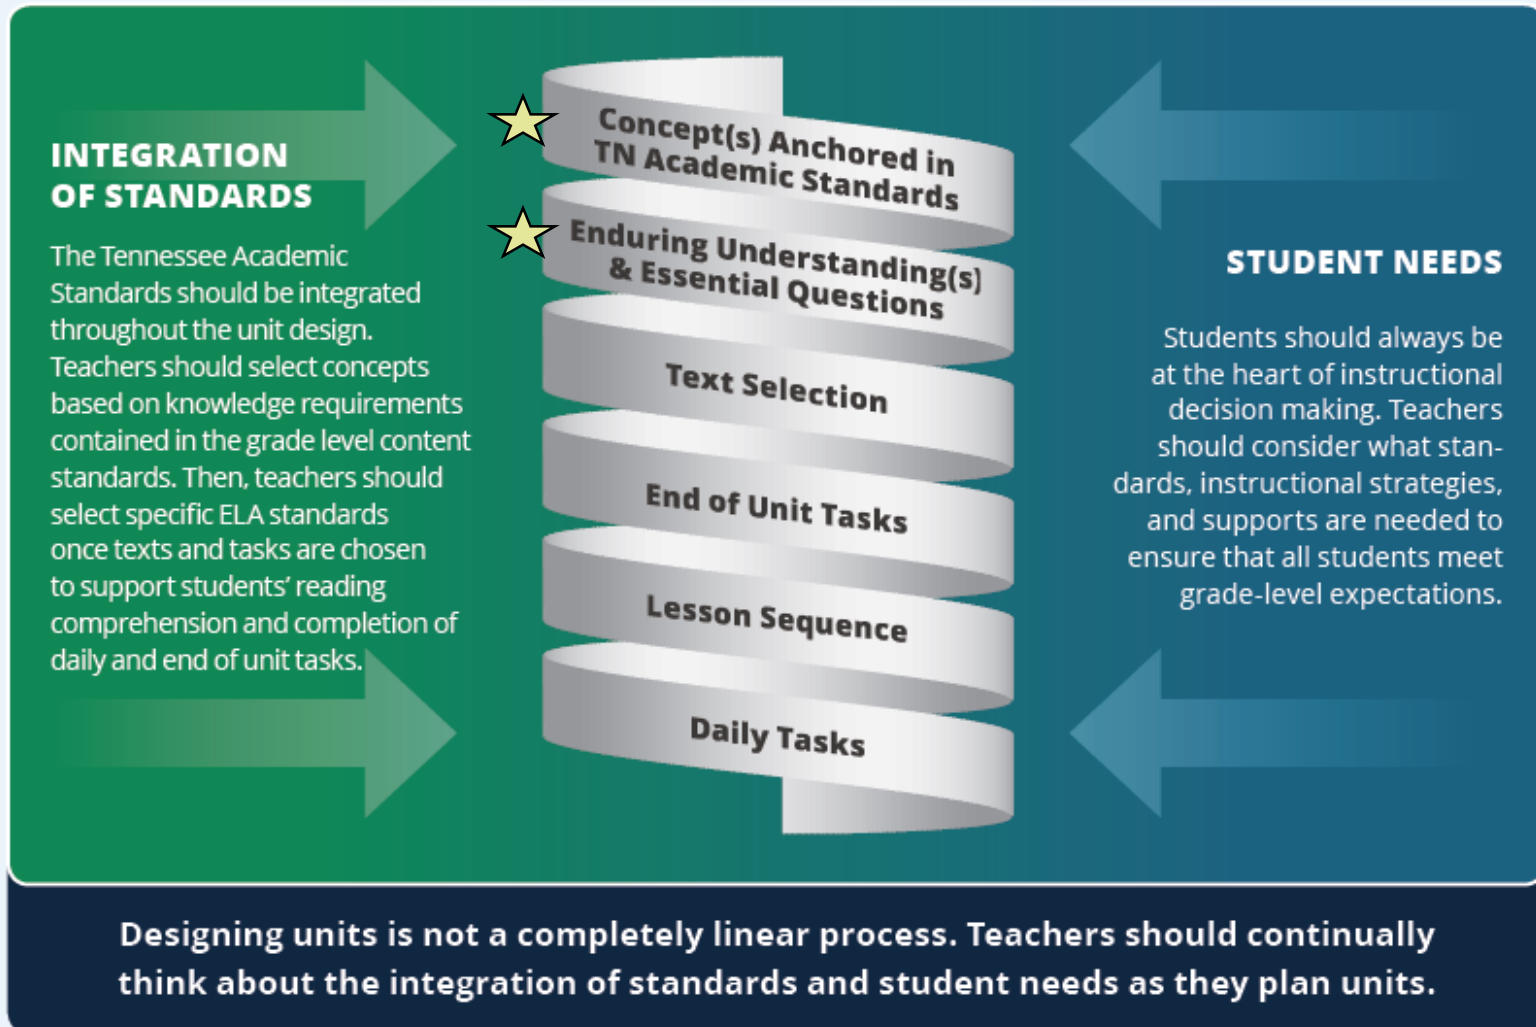 INTEGRATION
OF STANDARDS
The Tennessee Academic
Standards should be integrated
throughout the unit design.
Teachers should select concepts
based on knowledge requirements
contained in the grade level content
standards. Then, teachers should
select specific ELA standards
once texts and tasks are chosen
to support students’ reading
comprehension and completion of
daily and end of unit tasks.
Concept(s) Anchored in
TN Academic Standards
Enduring Understanding(s)
& Essential Questions
Text Selection
End of Unit Tasks
Lesson Sequence
Daily Tasks
STUDENT NEEDS
Students should always be
at the heart of instructional
decision making. Teachers
should consider what stan-
dards, instructional strategies,
and supports are needed to
ensure that all students meet
grade-level expectations.
Designing units is not a completely linear process. Teachers should continually
think about the integration of standards and student needs as they plan units.